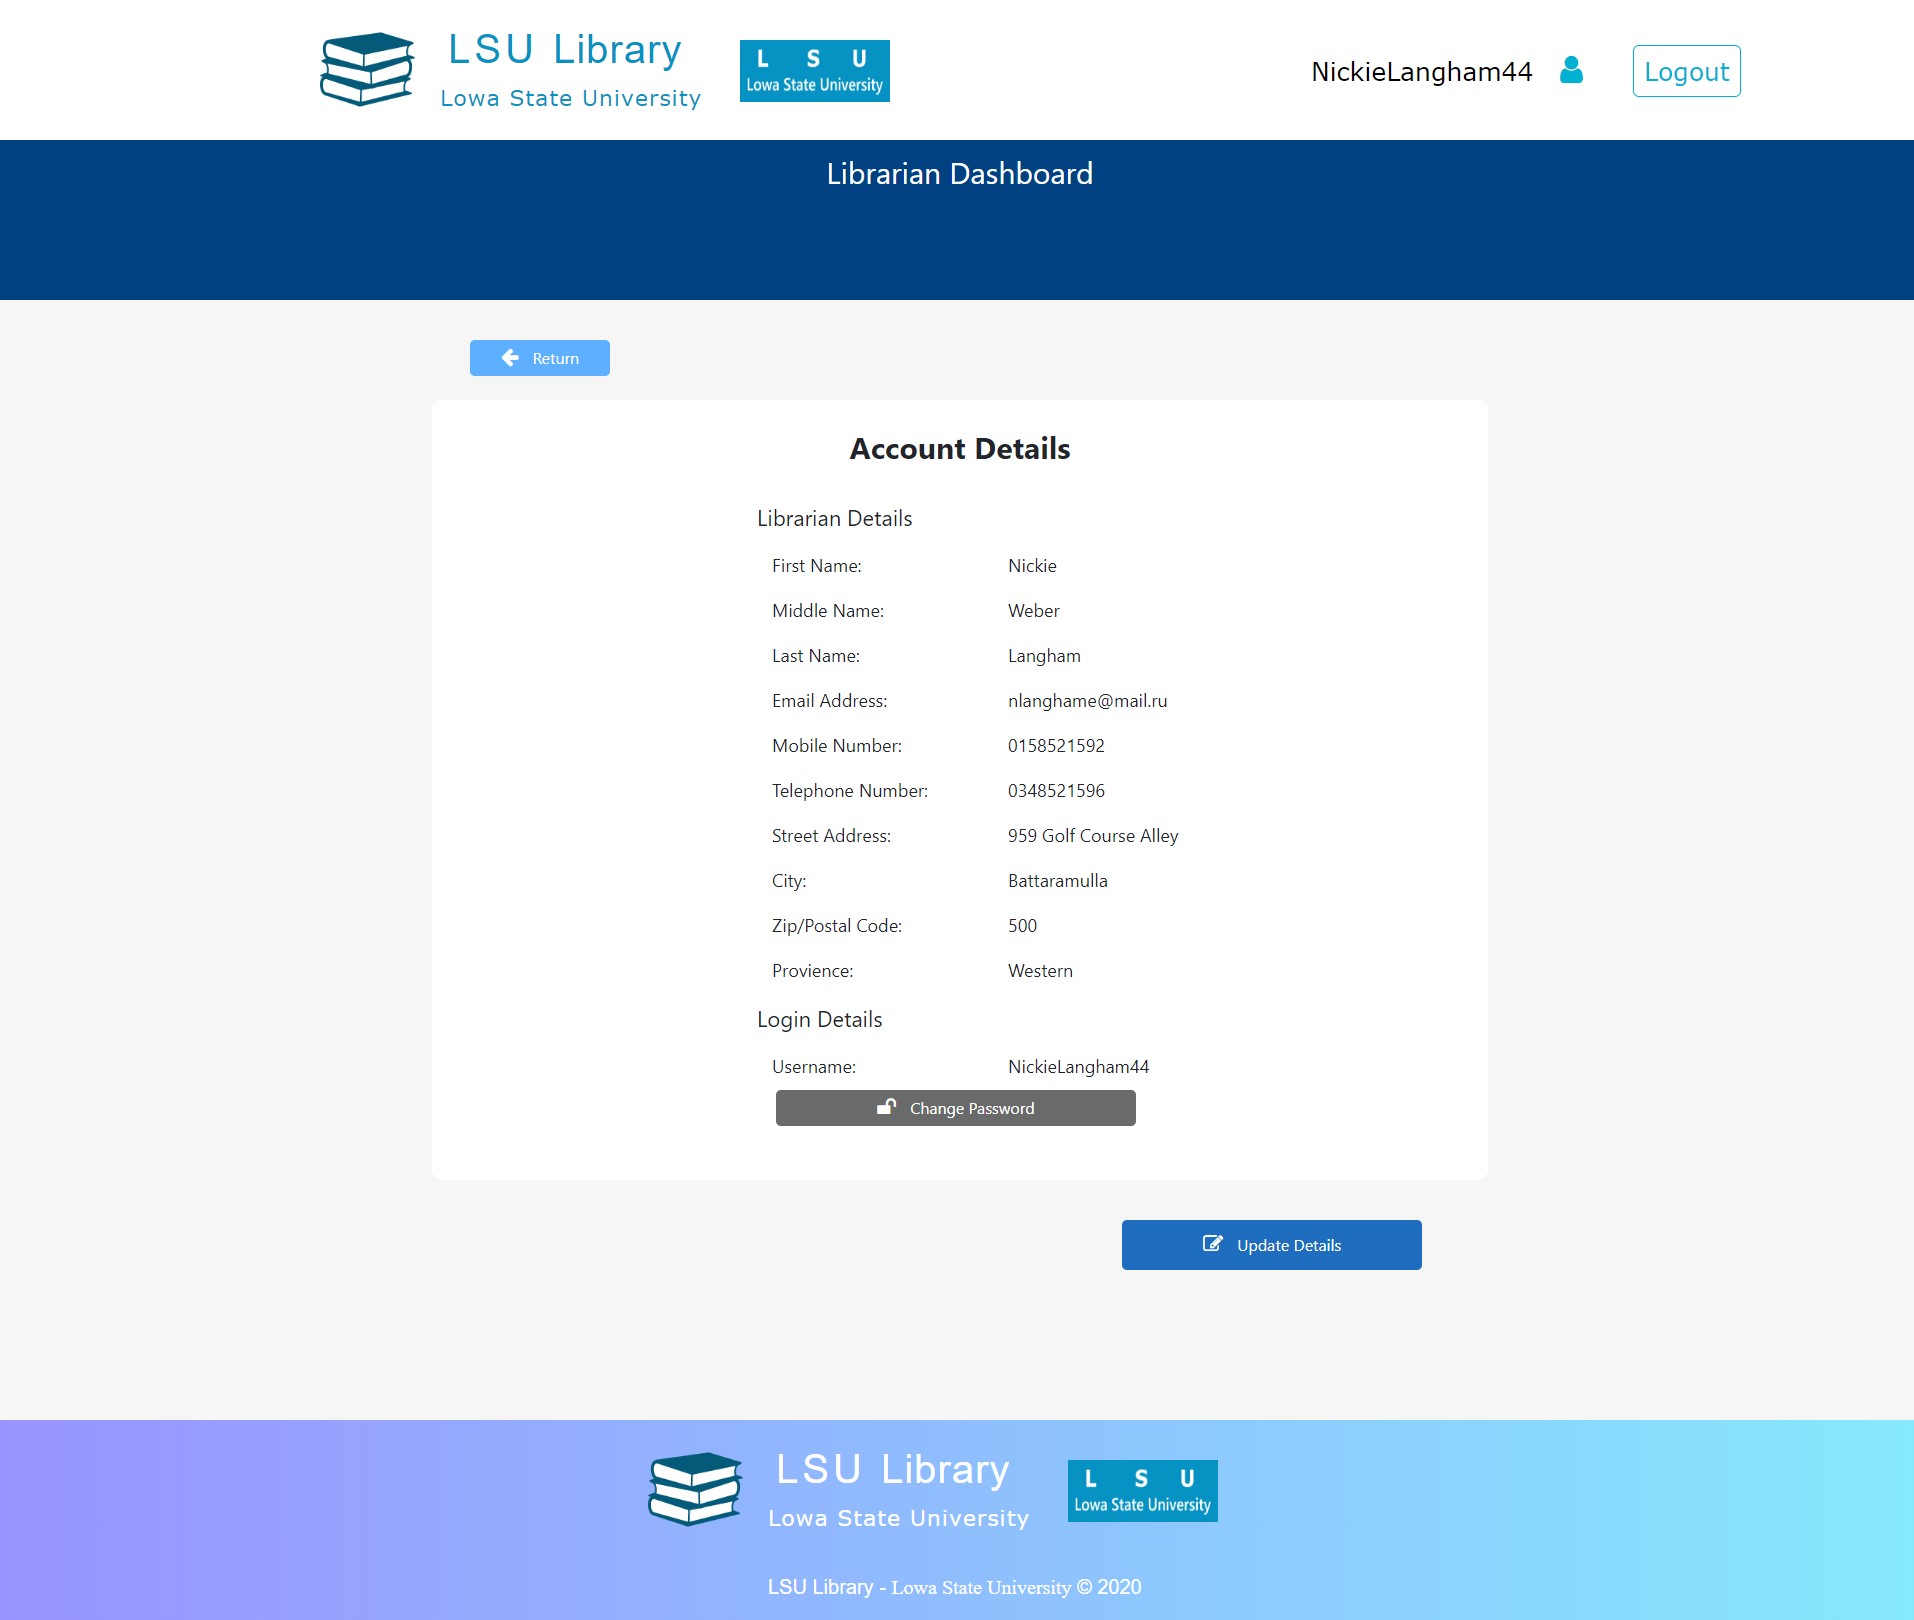 LSU Library
Lowa State University
L S U
Lowa State University
NickieLangham44
Logout
Librarian Dashboard
Return
Account Details
Librarian Details
First Name: Nickie
Middle Name: Weber
Last Name: Langham
Email Address: nlanghame@mail.ru
Mobile Number: 0158521592
Telephone Number: 0348521596
Street Address: 959 Golf Course Alley
City: Battaramulla
Zip/Postal Code: 500
Provience: Western
Login Details
Username: NickieLangham44
Change Password
Update Details
LSU Library
Lowa State University
L S U
Lowa State University
LSU Library - Lowa State University © 2020